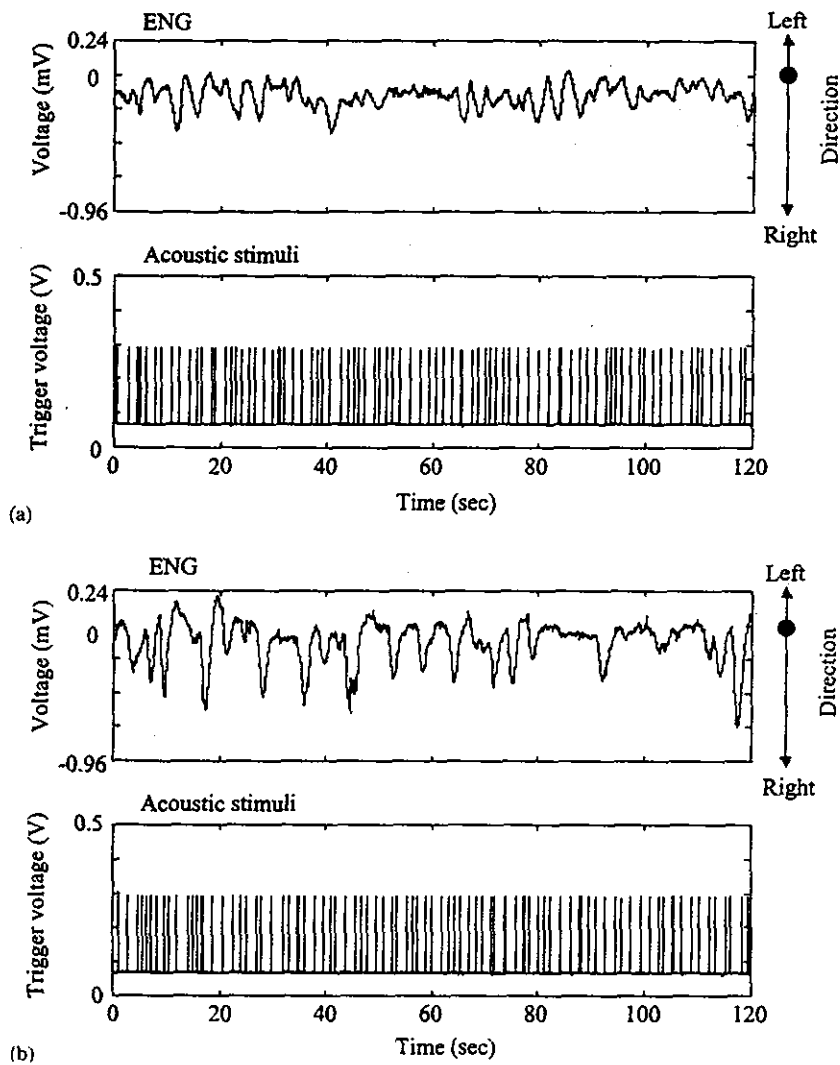 ENG
Left
0.24
0
Voltage (mV)
Direction
-0.96
Right
Acoustic stimuli
0.5
Trigger voltage (V)
0
0 20 40 60 80 100 120
Time (sec)
(a)
ENG
Left
0.24
0
Voltage (mV)
Direction
-0.96
Right
Acoustic stimuli
0.5
Trigger voltage (V)
0
0 20 40 60 80 100 120
Time (sec)
(b)